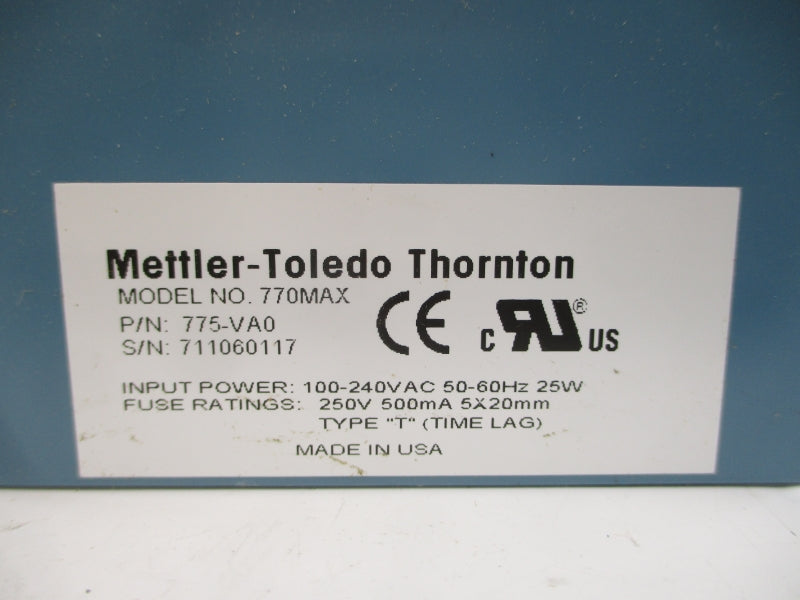 Mettler-Toledo Thornton
MODEL NO. 770MAX
P/N: 775-VA0
S/N: 711060117
CE
C RU® US
INPUT POWER: 100-240VAC 50-60Hz 25W
FUSE RATINGS: 250V 500mA 5X20mm
TYPE "T" (TIME LAG)
MADE IN USA